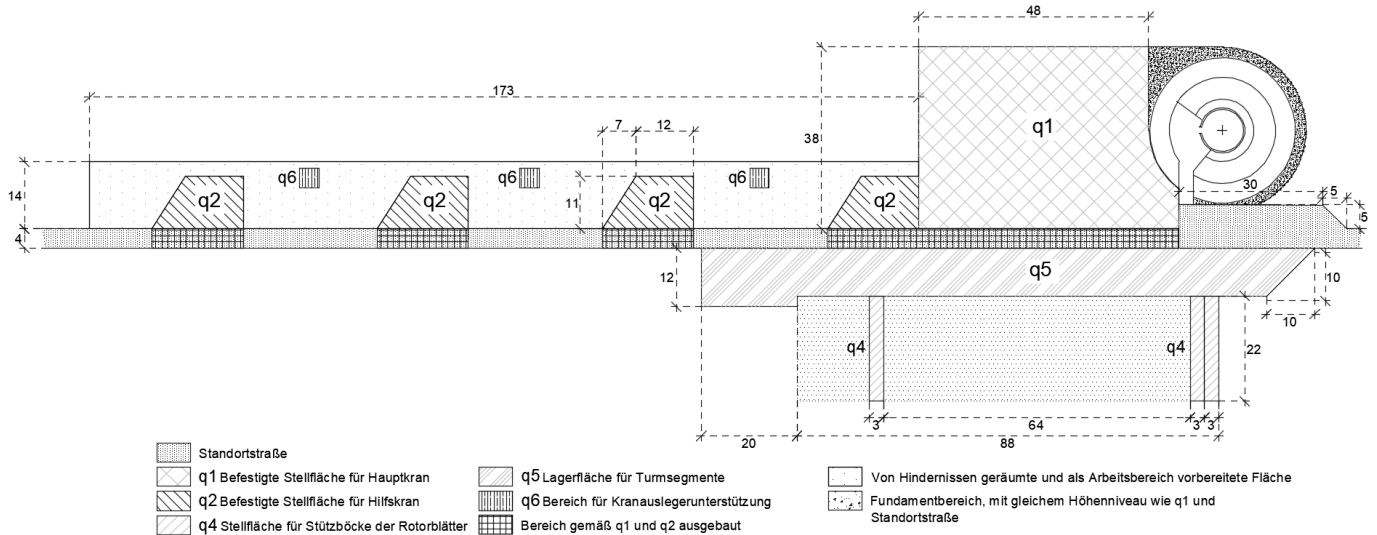 48
173
38
q1
7
12
q6
q6
q6
14
q2
q2
q2
q2
11
4
30
5
5
12
q5
10
10
q4
q4
22
3
64
3
3
20
88
Standortstraße
q1 Befestigte Stellfläche für Hauptkran
q2 Befestigte Stellfläche für Hilfskran
q4 Stellfläche für Stützböcke der Rotorblätter
q5 Lagerfläche für Turmsegmente
q6 Bereich für Kranauslegerunterstützung
Bereich gemäß q1 und q2 ausgebaut
Von Hindernissen geräumte und als Arbeitsbereich vorbereitete Fläche
Fundamentbereich, mit gleichem Höhenniveau wie q1 und
Standortstraße